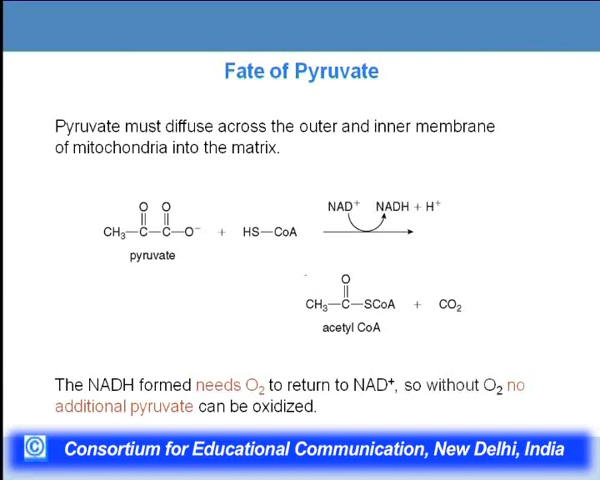 Fate of Pyruvate
Pyruvate must diffuse across the outer and inner membrane
of mitochondria into the matrix.
NAD⁺ NADH + H⁺
O O
CH₃—C—C—O⁻ + HS—CoA
pyruvate
O
CH₃—C—SCoA + CO₂
acetyl CoA
The NADH formed needs O₂ to return to NAD⁺, so without O₂ no
additional pyruvate can be oxidized.
© Consortium for Educational Communication, New Delhi, India